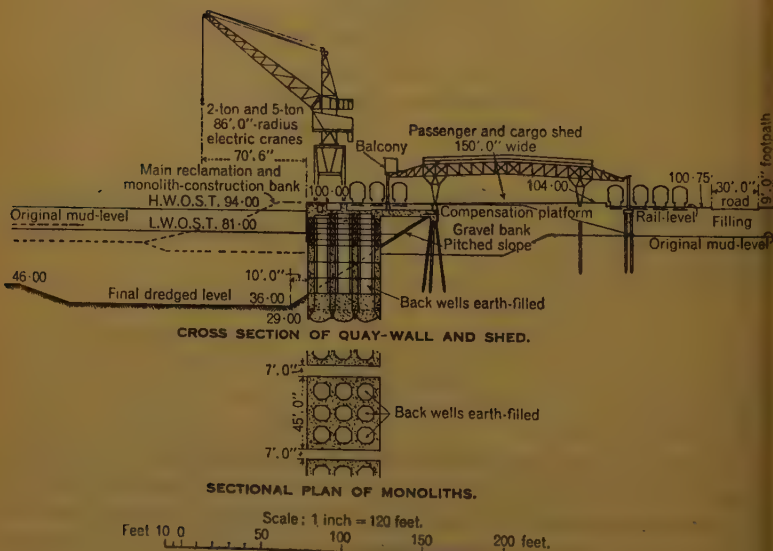 2-ton and 5-ton
86'.0"-radius
electric cranes
70'.6"
Main reclamation and
monolith-construction bank
H.W.O.S.T. 94·00
Original mud-level
L.W.O.S.T. 81·00
46·00
Final dredged level
10'.0"
36·00
29·00
100·00
Balcony
Passenger and cargo shed
150'.0" wide
104·00
100·75
30'.0"
road
9'.0" footpath
Compensation platform
Rail-level
Filling
Gravel bank
Pitched slope
Original mud-level
Back wells earth-filled
CROSS SECTION OF QUAY-WALL AND SHED.
7'.0"
45'.0"
7'.0"
Back wells earth-filled
SECTIONAL PLAN OF MONOLITHS.
Scale: 1 inch = 120 feet.
Feet 10 0 50 100 150 200 feet.